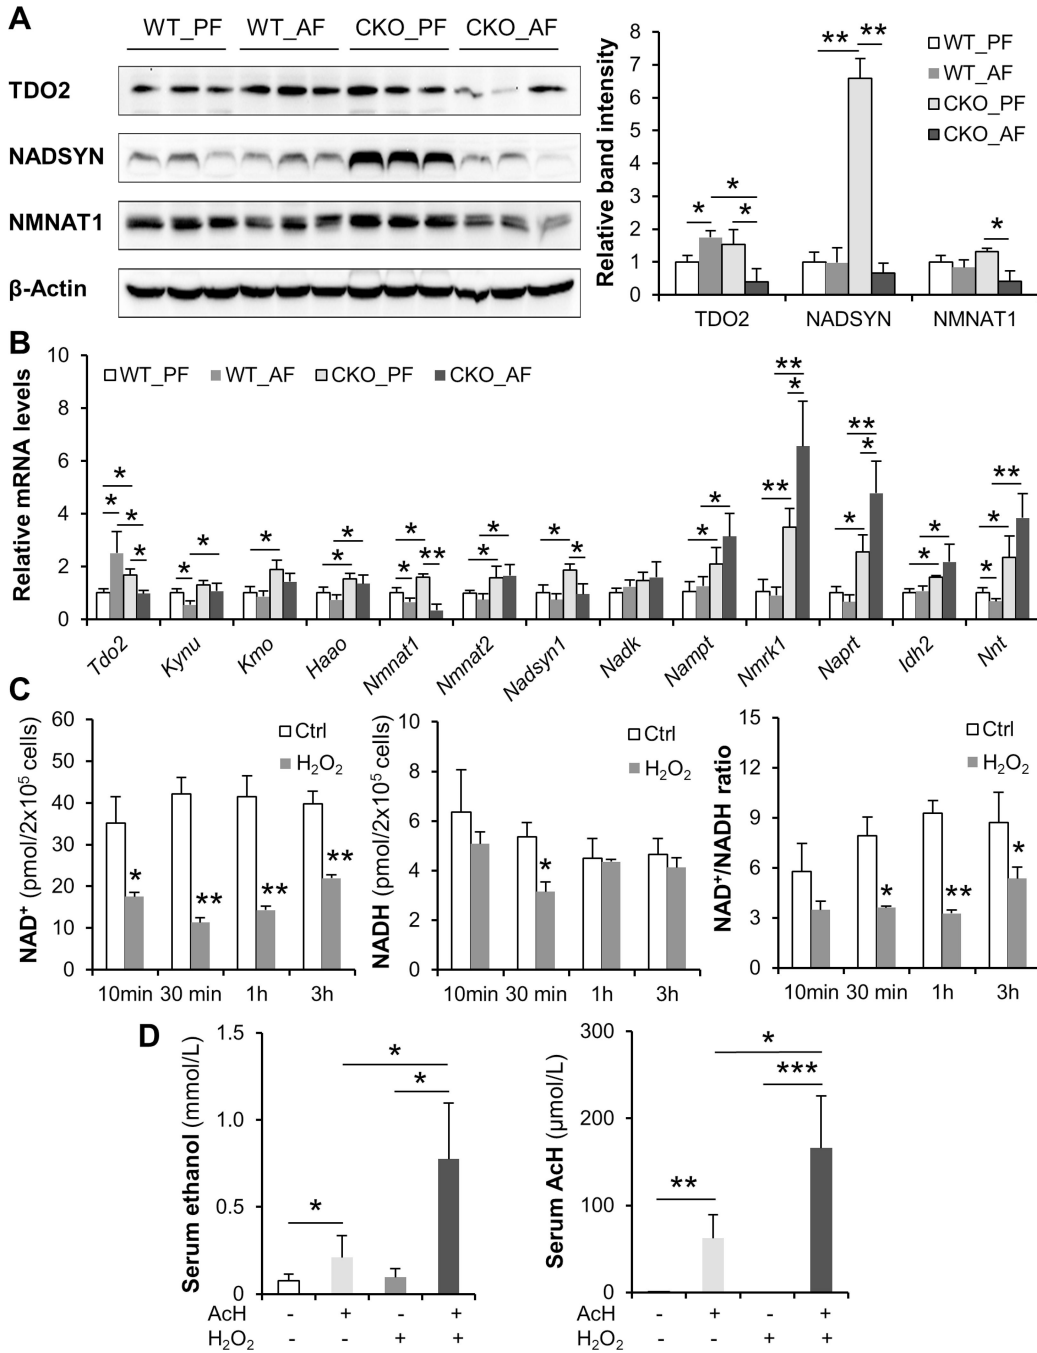 A
WT_PF WT_AF CKO_PF CKO_AF
TDO2
NADSYN
NMNAT1
β-Actin
Relative band intensity
8
7
6
5
4
3
2
1
0
** **
* * *
*
WT_PF
WT_AF
CKO_PF
CKO_AF
TDO2 NADSYN NMNAT1
B
Relative mRNA levels
10
8
6
4
2
0
WT_PF WT_AF CKO_PF CKO_AF
* * * *
* *
*
* *
* * **
* *
* *
* *
** ** *
* ** *
* *
* * **
Tdo2 Kynu Kmo Haao Nmnat1 Nmnat2 Nadsyn1 Nadk Nampt Nmrk1 Naprt Idh2 Nnt
C
NAD⁺ (pmol/2x10⁵ cells)
60
50
40
30
20
10
0
Ctrl
H₂O₂
* ** ** **
10min 30 min 1h 3h
NADH (pmol/2x10⁵ cells)
10
8
6
4
2
0
Ctrl
H₂O₂
*
10min 30 min 1h 3h
NAD⁺/NADH ratio
15
12
9
6
3
0
Ctrl
H₂O₂
* ** *
10min 30 min 1h 3h
D
Serum ethanol (mmol/L)
1.5
1.0
0.5
0
*
*
*
AcH - + - +
H₂O₂ - - + +
Serum AcH (μmol/L)
300
200
100
0
*
***
**
- + - +
- - + +